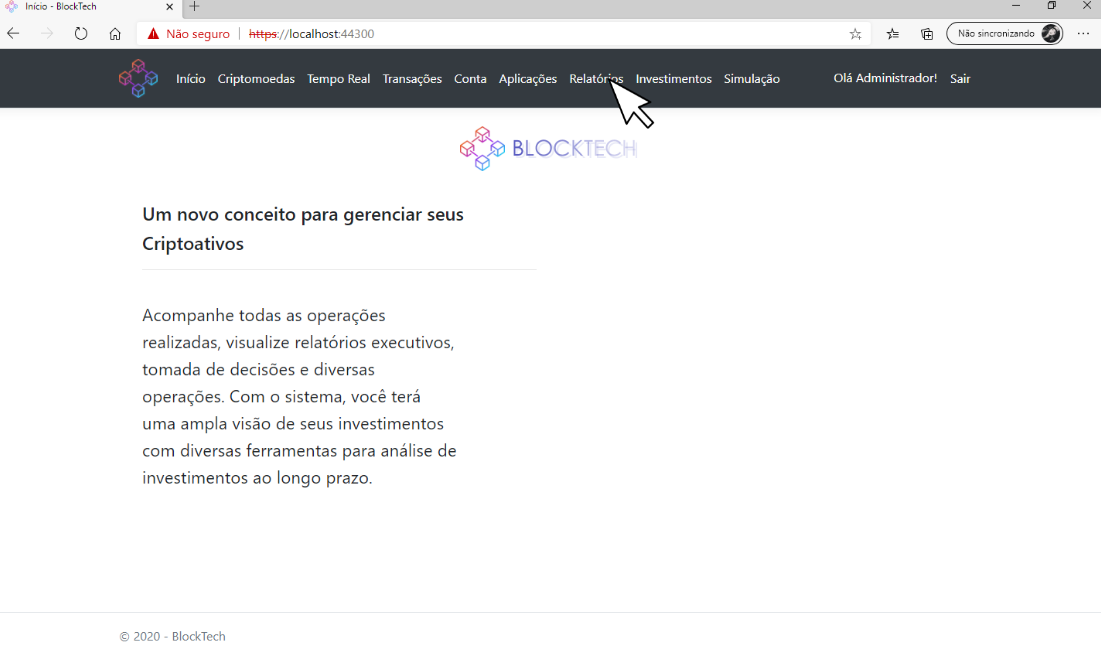 Início - BlockTech
Não seguro | https://localhost:44300
Não sincronizando
Início Criptomoedas Tempo Real Transações Conta Aplicações Relatórios Investimentos Simulação Olá Administrador! Sair
BLOCKTECH
Um novo conceito para gerenciar seus
Criptoativos
Acompanhe todas as operações
realizadas, visualize relatórios executivos,
tomada de decisões e diversas
operações. Com o sistema, você terá
uma ampla visão de seus investimentos
com diversas ferramentas para análise de
investimentos ao longo prazo.
© 2020 - BlockTech